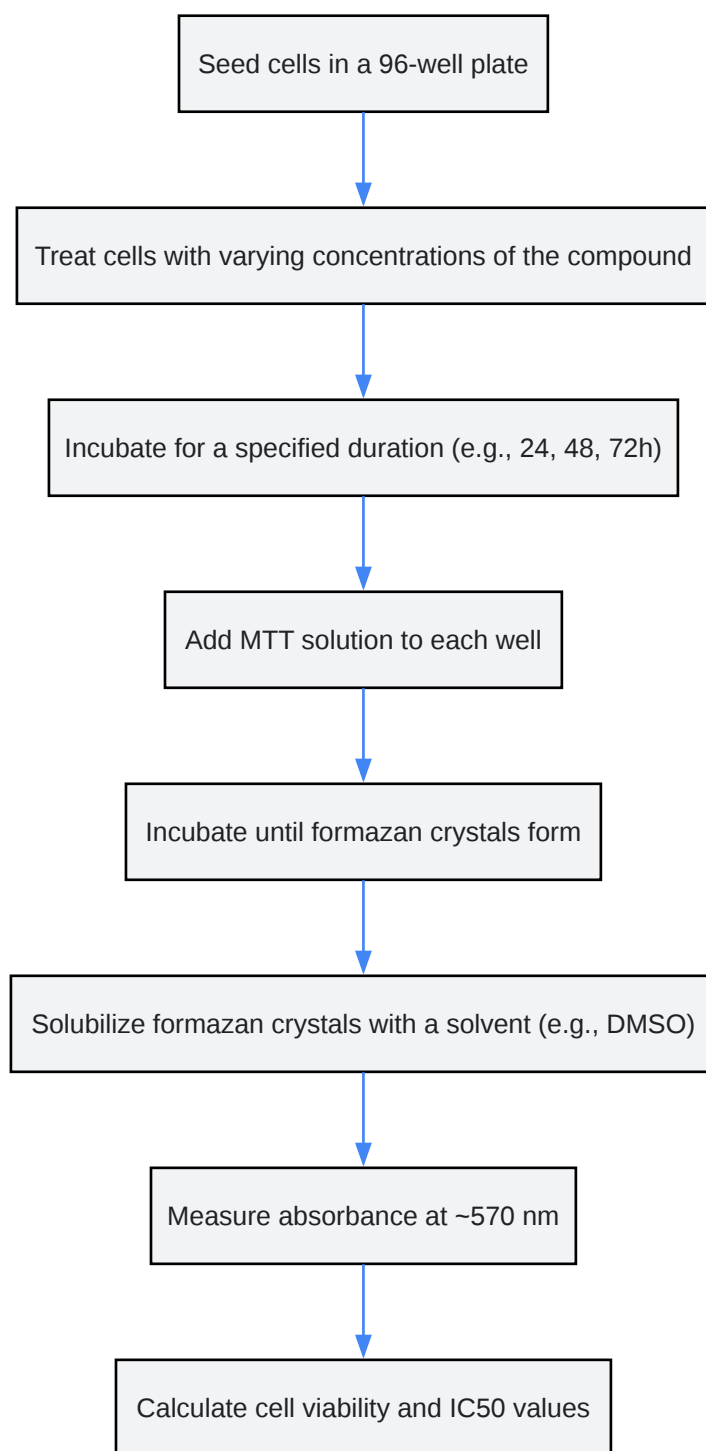 Seed cells in a 96-well plate
Treat cells with varying concentrations of the compound
Incubate for a specified duration (e.g., 24, 48, 72h)
Add MTT solution to each well
Incubate until formazan crystals form
Solubilize formazan crystals with a solvent (e.g., DMSO)
Measure absorbance at ~570 nm
Calculate cell viability and IC50 values